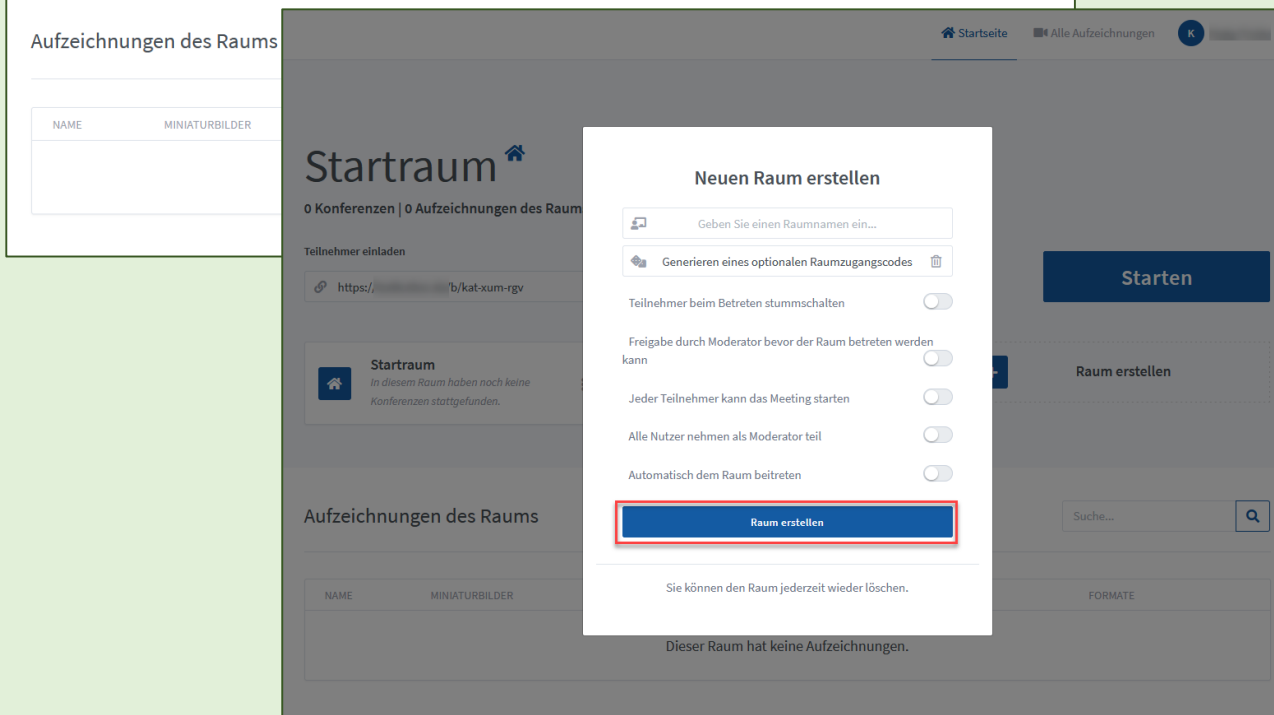 Aufzeichnungen des Raums
NAME MINIATURBILDER
Startseite Alle Aufzeichnungen K
Startraum
0 Konferenzen | 0 Aufzeichnungen des Raum
Teilnehmer einladen
https:/ /b/kat-xum-rgv
Starten
Startraum
In diesem Raum haben noch keine
Konferenzen stattgefunden.
Raum erstellen
Neuen Raum erstellen
Geben Sie einen Raumnamen ein...
Generieren eines optionalen Raumzugangscodes
Teilnehmer beim Betreten stummschalten
Freigabe durch Moderator bevor der Raum betreten werden
kann
Jeder Teilnehmer kann das Meeting starten
Alle Nutzer nehmen als Moderator teil
Automatisch dem Raum beitreten
Raum erstellen
Sie können den Raum jederzeit wieder löschen.
Aufzeichnungen des Raums
Suche...
NAME MINIATURBILDER FORMATE
Dieser Raum hat keine Aufzeichnungen.